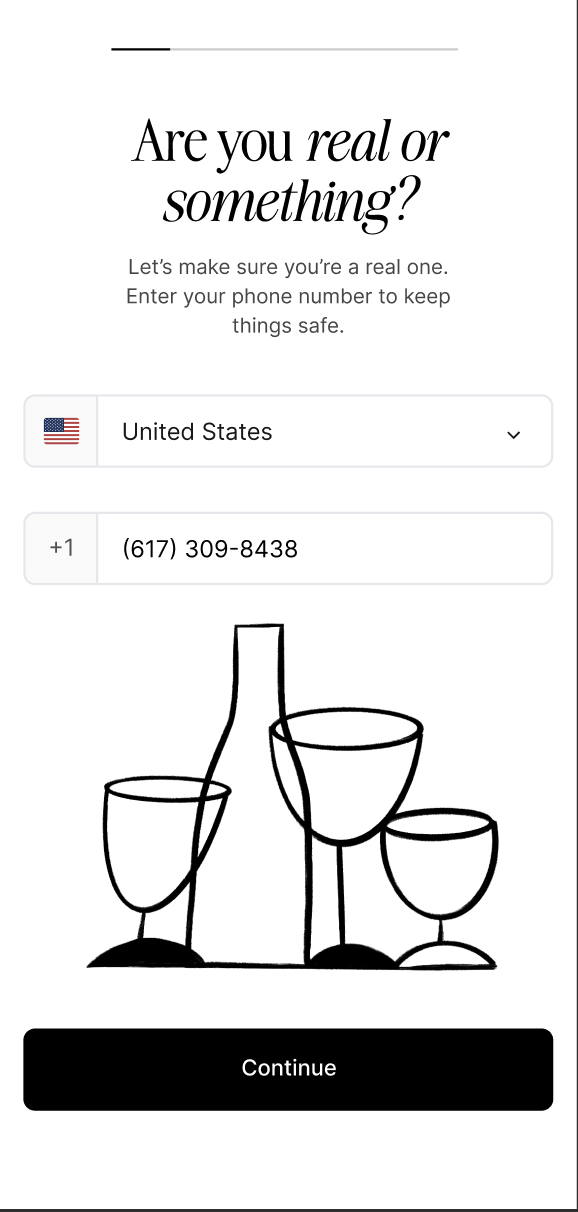 Are you real or
something?
Let’s make sure you’re a real one.
Enter your phone number to keep
things safe.
United States
+1 (617) 309-8438
Continue